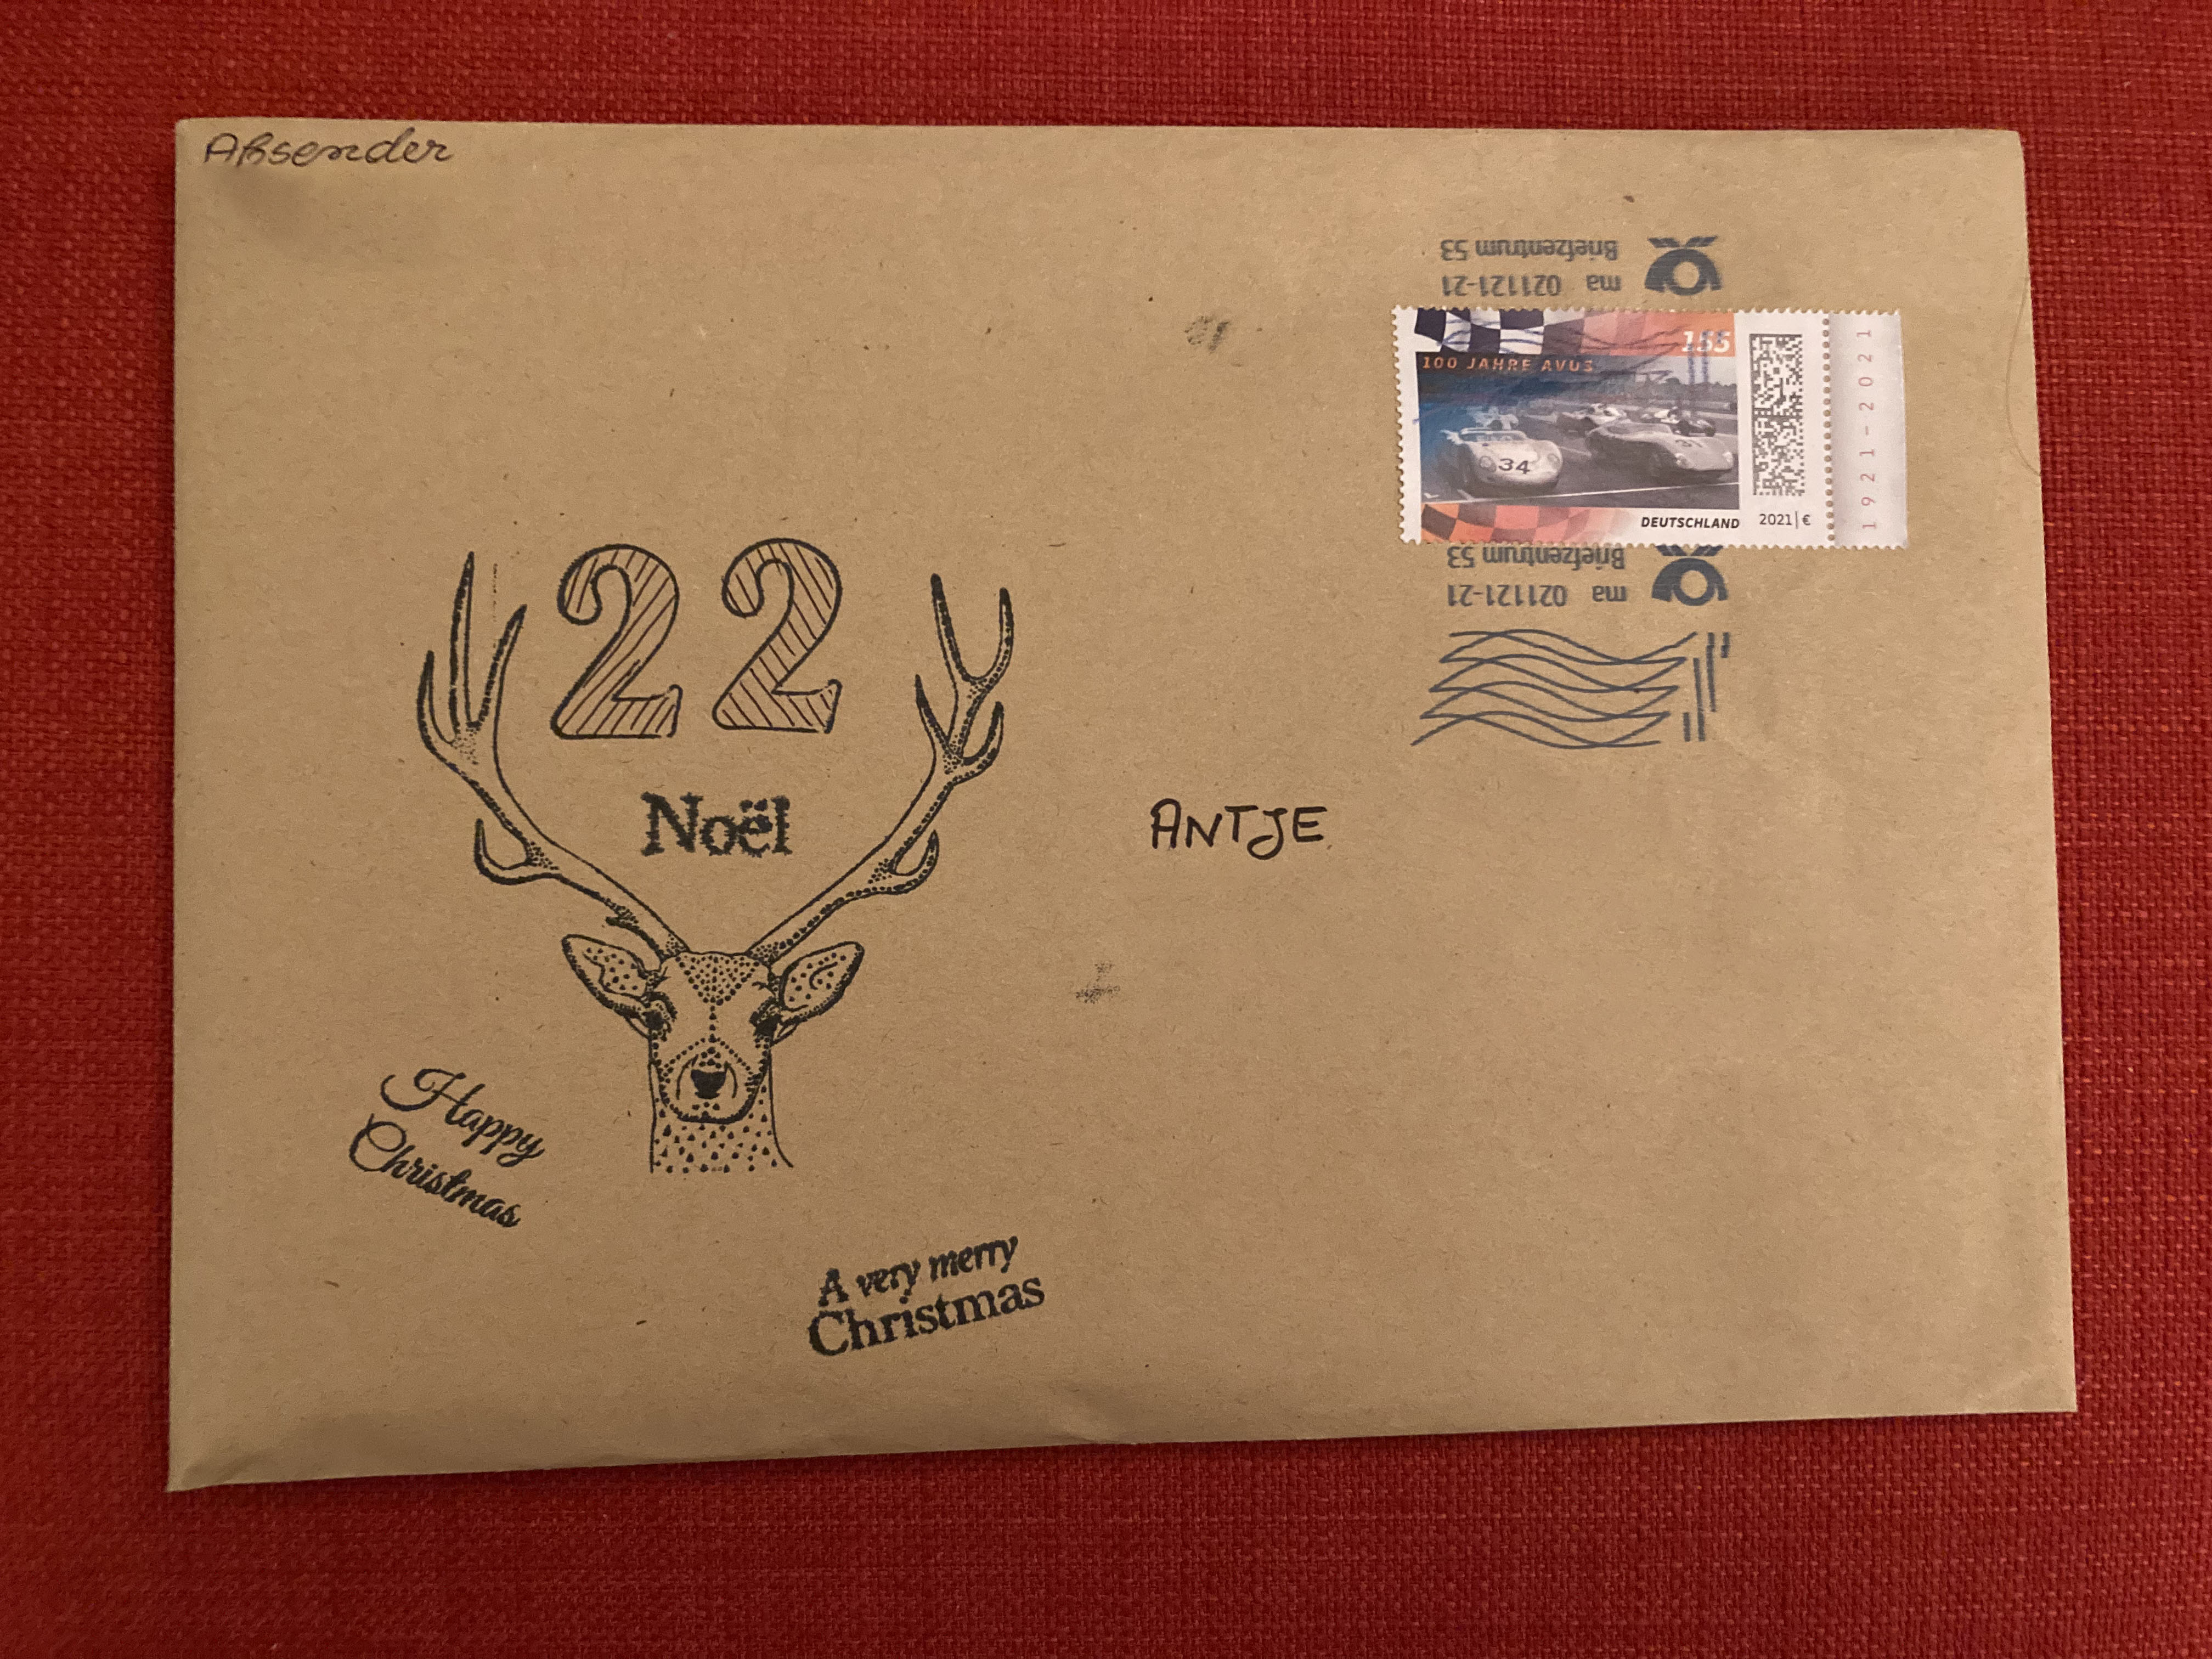 Absender
Briefzentrum 53
ma 021121-21
155
100 JAHRE AVUS
34
DEUTSCHLAND
2021 | €
1921-2021
Briefzentrum 53
ma 021121-21
22
Noël
ANTJE
Happy
Christmas
A very merry
Christmas